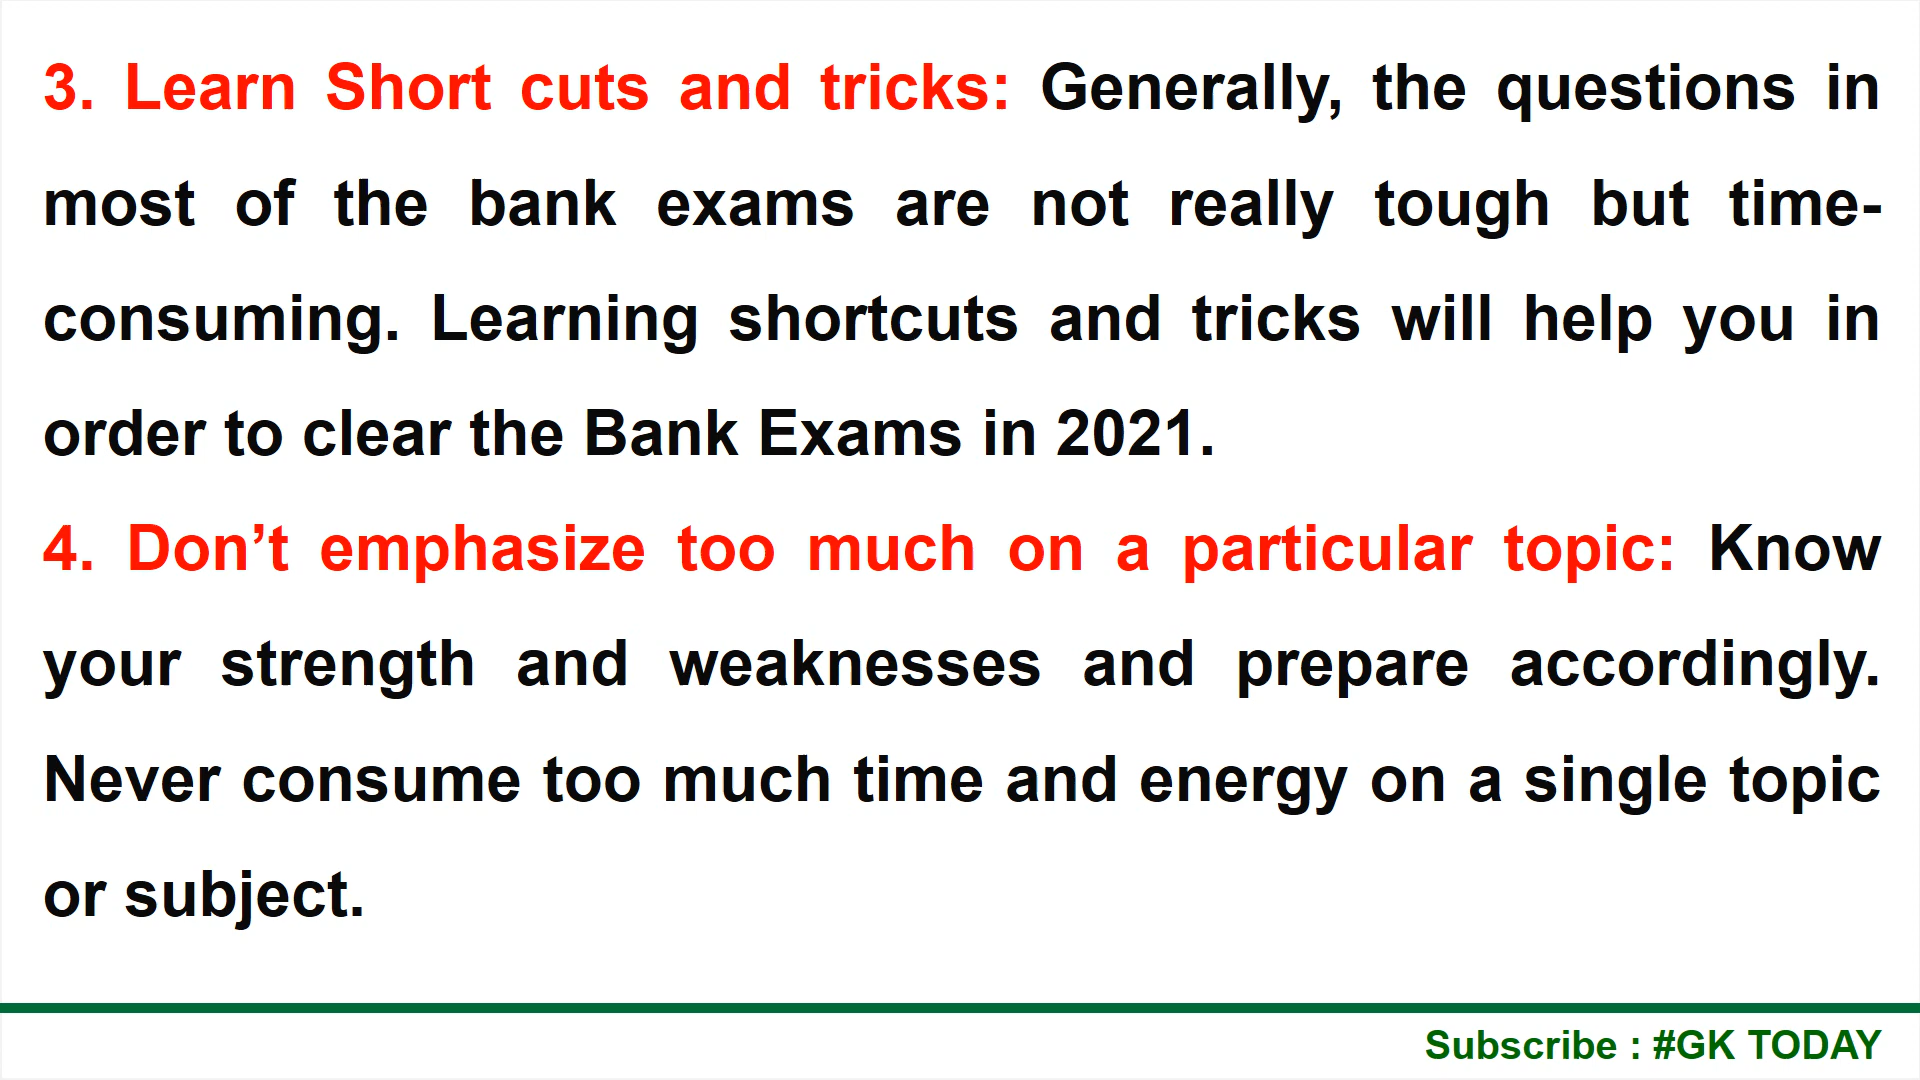 3. Learn Short cuts and tricks: Generally, the questions in
most of the bank exams are not really tough but time-
consuming. Learning shortcuts and tricks will help you in
order to clear the Bank Exams in 2021.
4. Don’t emphasize too much on a particular topic: Know
your strength and weaknesses and prepare accordingly.
Never consume too much time and energy on a single topic
or subject.
Subscribe : #GK TODAY